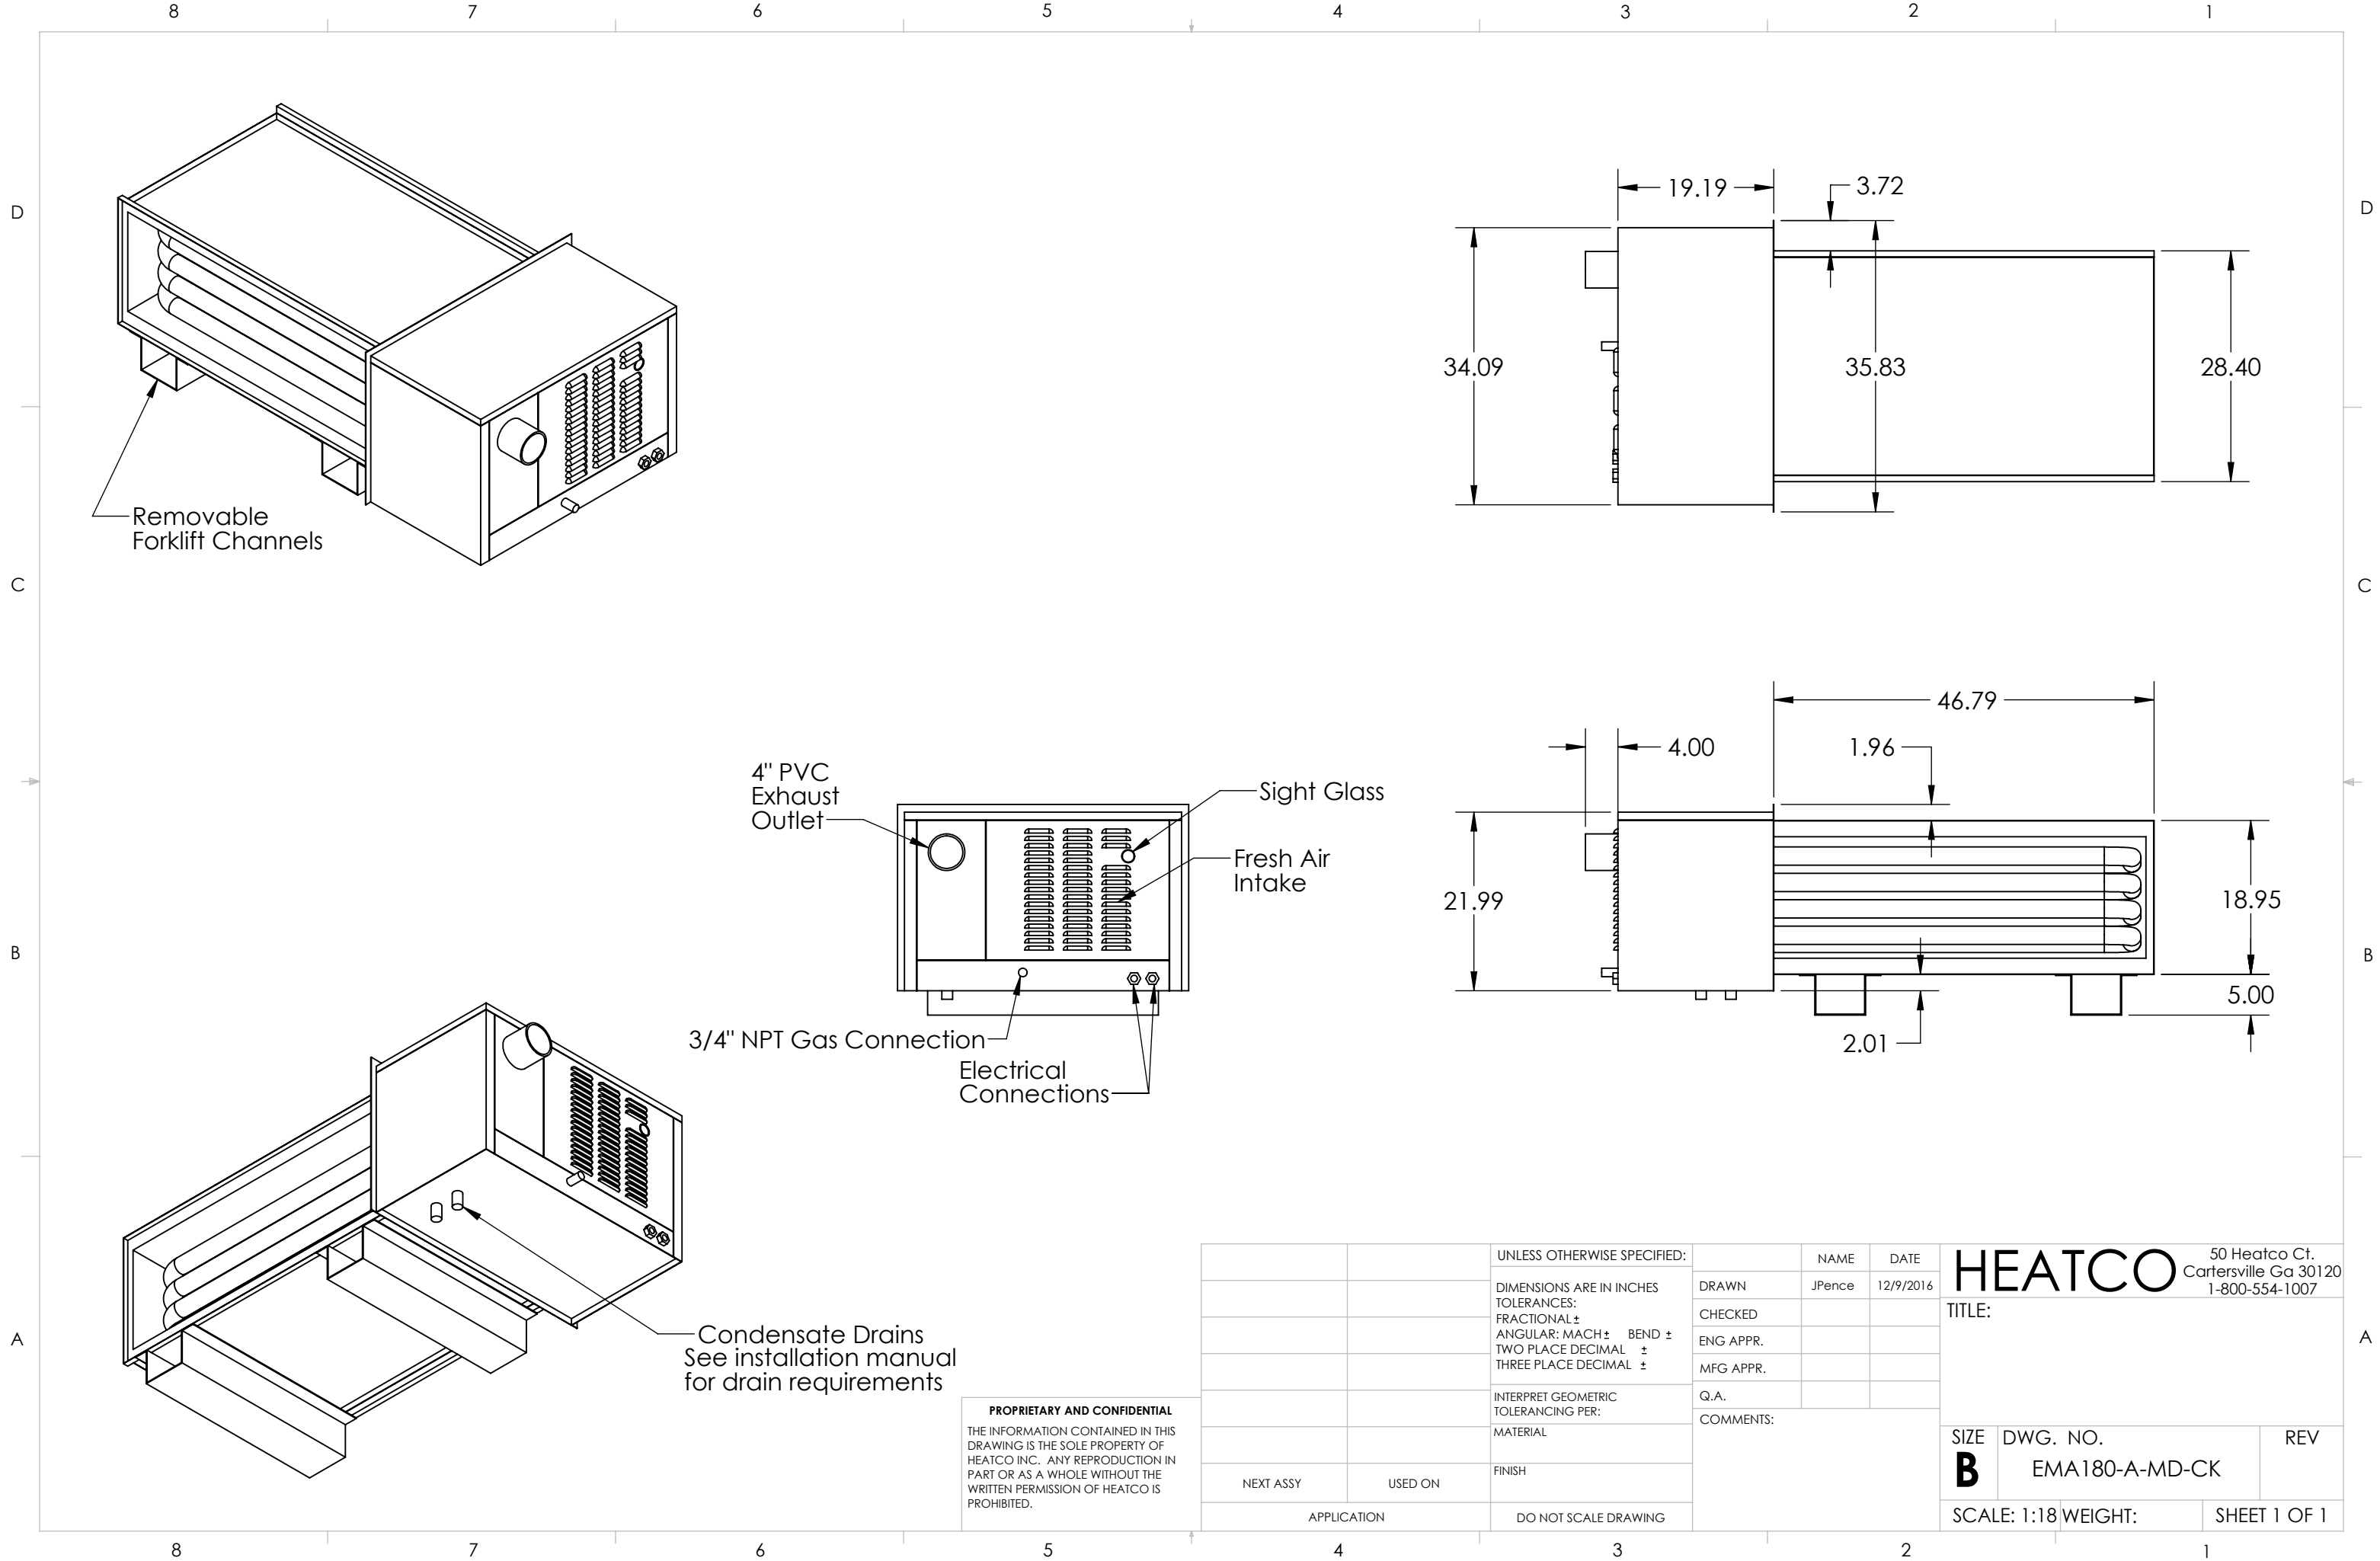 8 7 6 5 4 3 2 1
D
D
C
C
B
B
A
A
Removable
Forklift Channels
19.19
3.72
34.09
35.83
28.40
46.79
4.00
1.96
21.99
18.95
5.00
2.01
4" PVC
Exhaust
Outlet
Sight Glass
Fresh Air
Intake
3/4" NPT Gas Connection
Electrical
Connections
Condensate Drains
See installation manual
for drain requirements
PROPRIETARY AND CONFIDENTIAL
THE INFORMATION CONTAINED IN THIS
DRAWING IS THE SOLE PROPERTY OF
HEATCO INC. ANY REPRODUCTION IN
PART OR AS A WHOLE WITHOUT THE
WRITTEN PERMISSION OF HEATCO IS
PROHIBITED.
NEXT ASSY
USED ON
APPLICATION
UNLESS OTHERWISE SPECIFIED:
DIMENSIONS ARE IN INCHES
TOLERANCES:
FRACTIONAL ±
ANGULAR: MACH ± BEND ±
TWO PLACE DECIMAL ±
THREE PLACE DECIMAL ±
INTERPRET GEOMETRIC
TOLERANCING PER:
MATERIAL
FINISH
DO NOT SCALE DRAWING
NAME DATE
DRAWN JPence 12/9/2016
CHECKED
ENG APPR.
MFG APPR.
Q.A.
COMMENTS:
HEATCO
50 Heatco Ct.
Cartersville Ga 30120
1-800-554-1007
TITLE:
SIZE
B
DWG. NO.
EMA180-A-MD-CK
REV
SCALE: 1:18
WEIGHT:
SHEET 1 OF 1
8 7 6 5 4 3 2 1